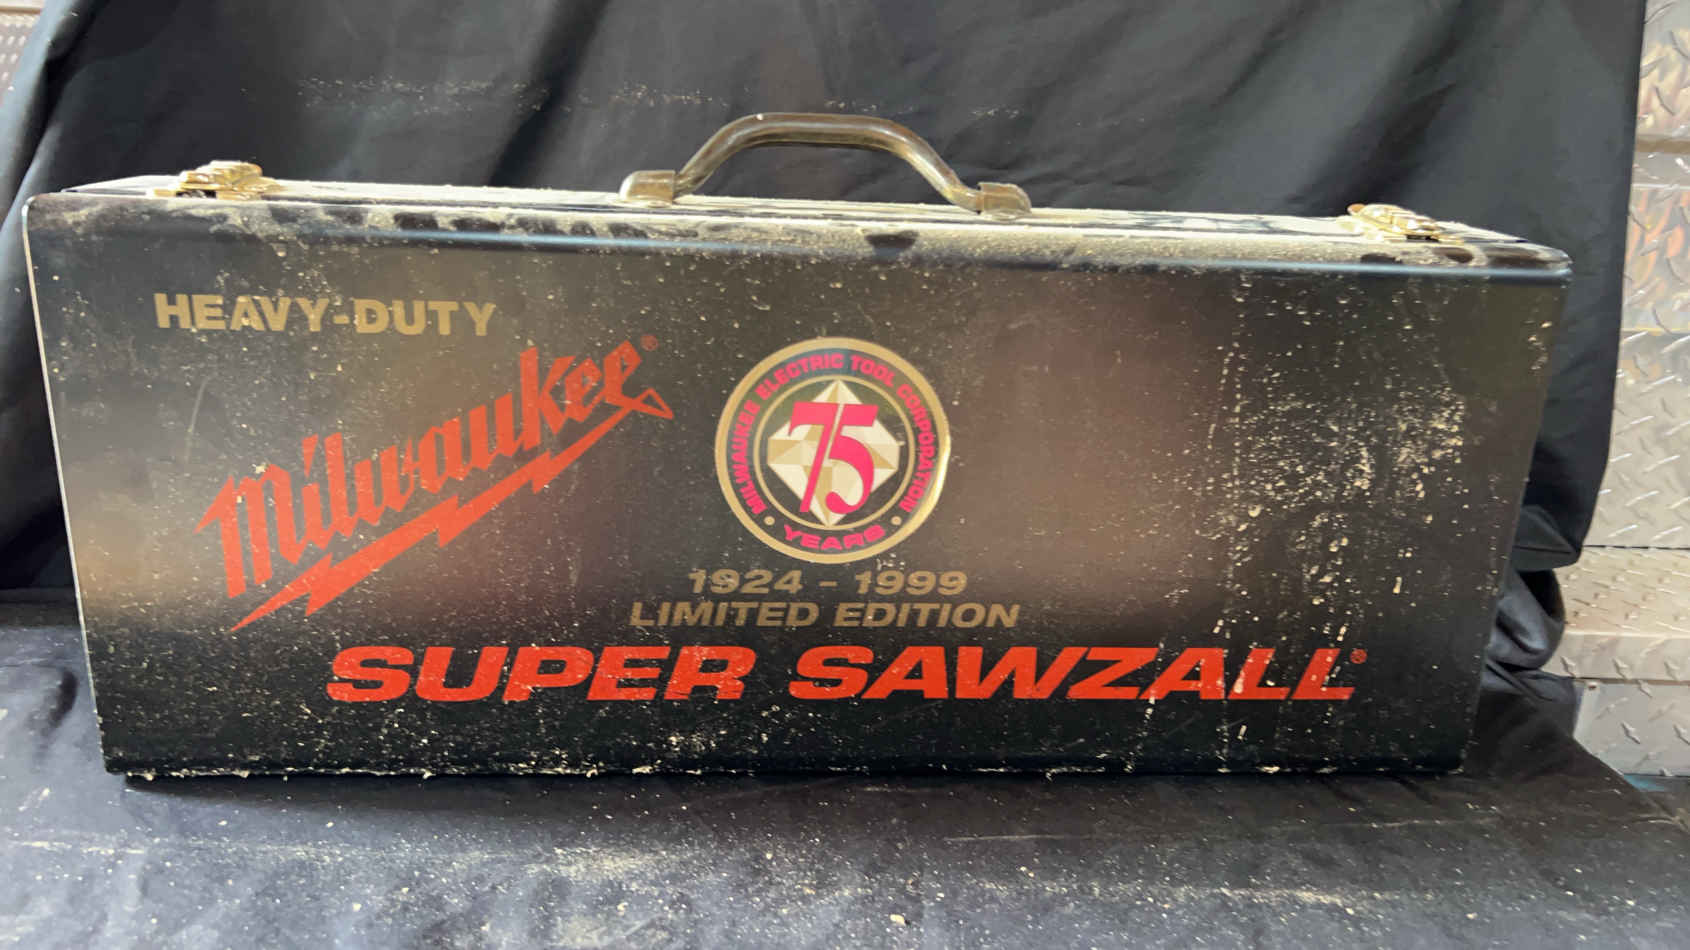 HEAVY-DUTY
Milwaukee®
MILWAUKEE ELECTRIC TOOL CORPORATION
75
• YEARS •
1924 - 1999
LIMITED EDITION
SUPER SAWZALL®